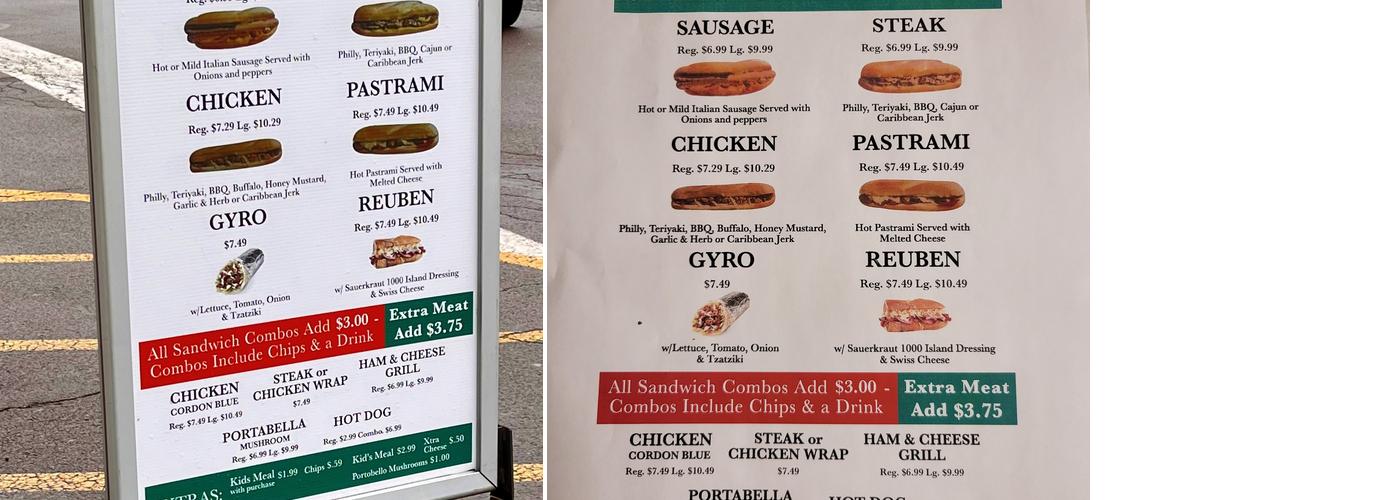 Hot or Mild Italian Sausage Served with
Onions and peppers
Philly, Teriyaki, BBQ, Cajun or
Caribbean Jerk
CHICKEN
Reg. $7.29 Lg. $10.29
PASTRAMI
Reg. $7.49 Lg. $10.49
Philly, Teriyaki, BBQ, Buffalo, Honey Mustard,
Garlic & Herb or Caribbean Jerk
Hot Pastrami Served with
Melted Cheese
GYRO
$7.49
REUBEN
Reg. $7.49 Lg. $10.49
w/Lettuce, Tomato, Onion
& Tzatziki
w/ Sauerkraut 1000 Island Dressing
& Swiss Cheese
All Sandwich Combos Add $3.00 -
Combos Include Chips & a Drink
Extra Meat
Add $3.75
CHICKEN
CORDON BLUE
Reg. $7.49 Lg. $10.49
STEAK or
CHICKEN WRAP
$7.49
HAM & CHEESE
GRILL
Reg. $6.99 Lg. $9.99
PORTABELLA
MUSHROOM
Reg. $6.99 Lg. $9.99
HOT DOG
Reg. $2.99 Combo. $6.99
Kids Meal $1.99
with purchase
Chips $.59
Kid's Meal $2.99
Xtra
Cheese $.50
Portobello Mushrooms $1.00
SAUSAGE
Reg. $6.99 Lg. $9.99
STEAK
Reg. $6.99 Lg. $9.99
Hot or Mild Italian Sausage Served with
Onions and peppers
Philly, Teriyaki, BBQ, Cajun or
Caribbean Jerk
CHICKEN
Reg. $7.29 Lg. $10.29
PASTRAMI
Reg. $7.49 Lg. $10.49
Philly, Teriyaki, BBQ, Buffalo, Honey Mustard,
Garlic & Herb or Caribbean Jerk
Hot Pastrami Served with
Melted Cheese
GYRO
$7.49
REUBEN
Reg. $7.49 Lg. $10.49
w/Lettuce, Tomato, Onion
& Tzatziki
w/ Sauerkraut 1000 Island Dressing
& Swiss Cheese
All Sandwich Combos Add $3.00 -
Combos Include Chips & a Drink
Extra Meat
Add $3.75
CHICKEN
CORDON BLUE
Reg. $7.49 Lg. $10.49
STEAK or
CHICKEN WRAP
$7.49
HAM & CHEESE
GRILL
Reg. $6.99 Lg. $9.99
PORTABELLA
HOT DOG